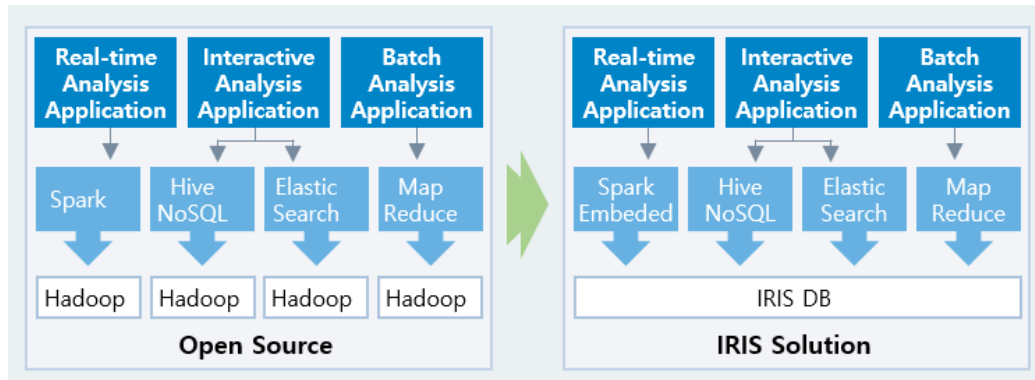 Real-time
Analysis
Application
Interactive
Analysis
Application
Batch
Analysis
Application
Spark
Hive
NoSQL
Elastic
Search
Map
Reduce
Hadoop
Hadoop
Hadoop
Hadoop
Open Source
Real-time
Analysis
Application
Interactive
Analysis
Application
Batch
Analysis
Application
Spark
Embeded
Hive
NoSQL
Elastic
Search
Map
Reduce
IRIS DB
IRIS Solution